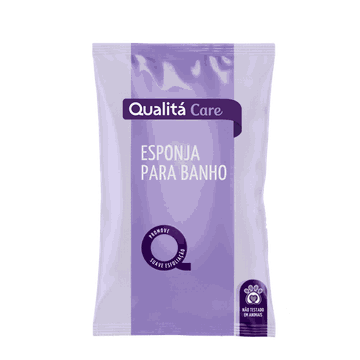 Qualitá Care
ESPONJA
PARA BANHO
PROMOVE
SUAVE ESFOLIAÇÃO
NÃO TESTADO
EM ANIMAIS